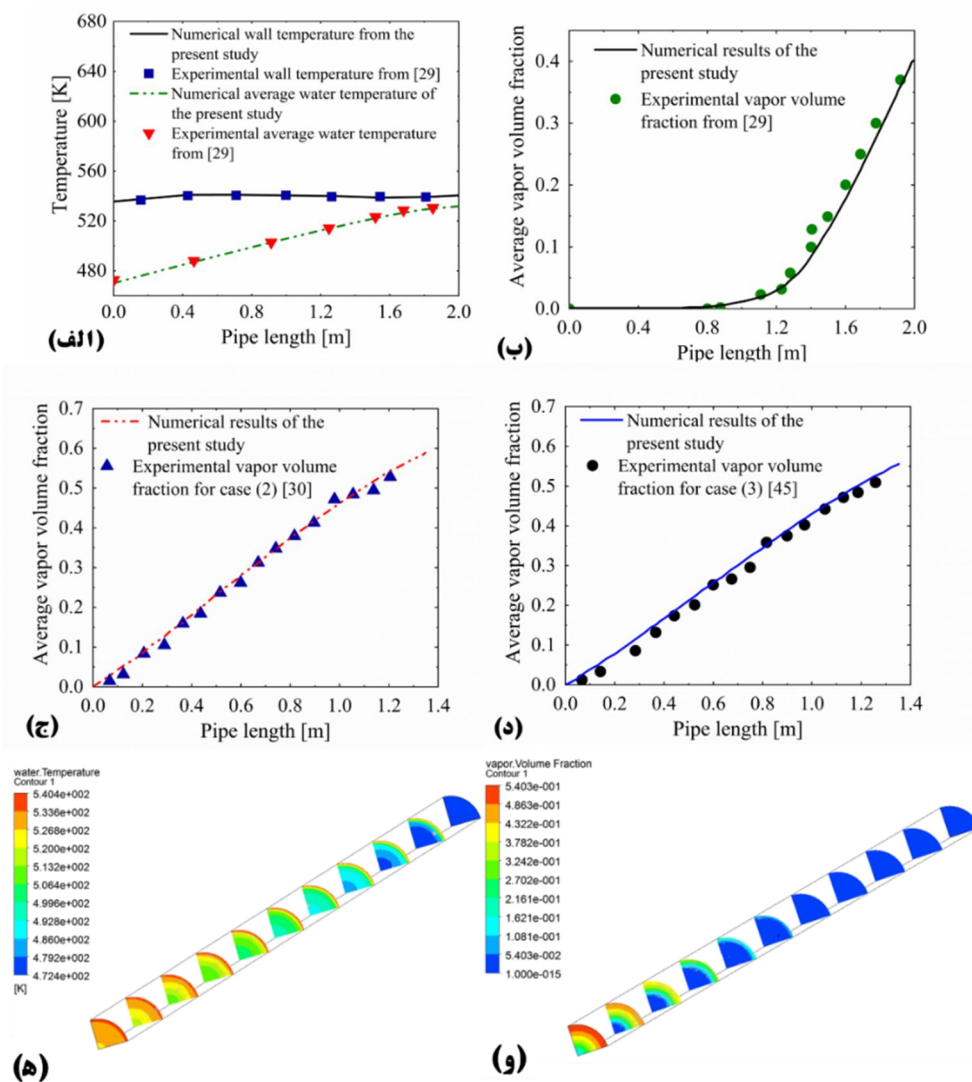 680
640
600
560
520
480
Temperature [K]
Numerical wall temperature from the
present study
Experimental wall temperature from [29]
Numerical average water temperature of
the present study
Experimental average water temperature
from [29]
0.0 0.4 0.8 1.2 1.6 2.0
Pipe length [m]
(الف)
0.4
0.3
0.2
0.1
0.0
Average vapor volume fraction
Numerical results of the
present study
Experimental vapor volume
fraction from [29]
0.0 0.4 0.8 1.2 1.6 2.0
Pipe length [m]
(ب)
0.7
0.6
0.5
0.4
0.3
0.2
0.1
0.0
Average vapor volume fraction
Numerical results of the
present study
Experimental vapor volume
fraction for case (2) [30]
0.0 0.2 0.4 0.6 0.8 1.0 1.2 1.4
Pipe length [m]
(ج)
0.7
0.6
0.5
0.4
0.3
0.2
0.1
0.0
Average vapor volume fraction
Numerical results of the
present study
Experimental vapor volume
fraction for case (3) [45]
0.0 0.2 0.4 0.6 0.8 1.0 1.2 1.4
Pipe length [m]
(د)
water.Temperature
Contour 1
5.404e+002
5.336e+002
5.268e+002
5.200e+002
5.132e+002
5.064e+002
4.996e+002
4.928e+002
4.860e+002
4.792e+002
4.724e+002
[K]
(ه)
vapor.Volume Fraction
Contour 1
5.403e-001
4.863e-001
4.322e-001
3.782e-001
3.242e-001
2.702e-001
2.161e-001
1.621e-001
1.081e-001
5.403e-002
1.000e-015
(و)